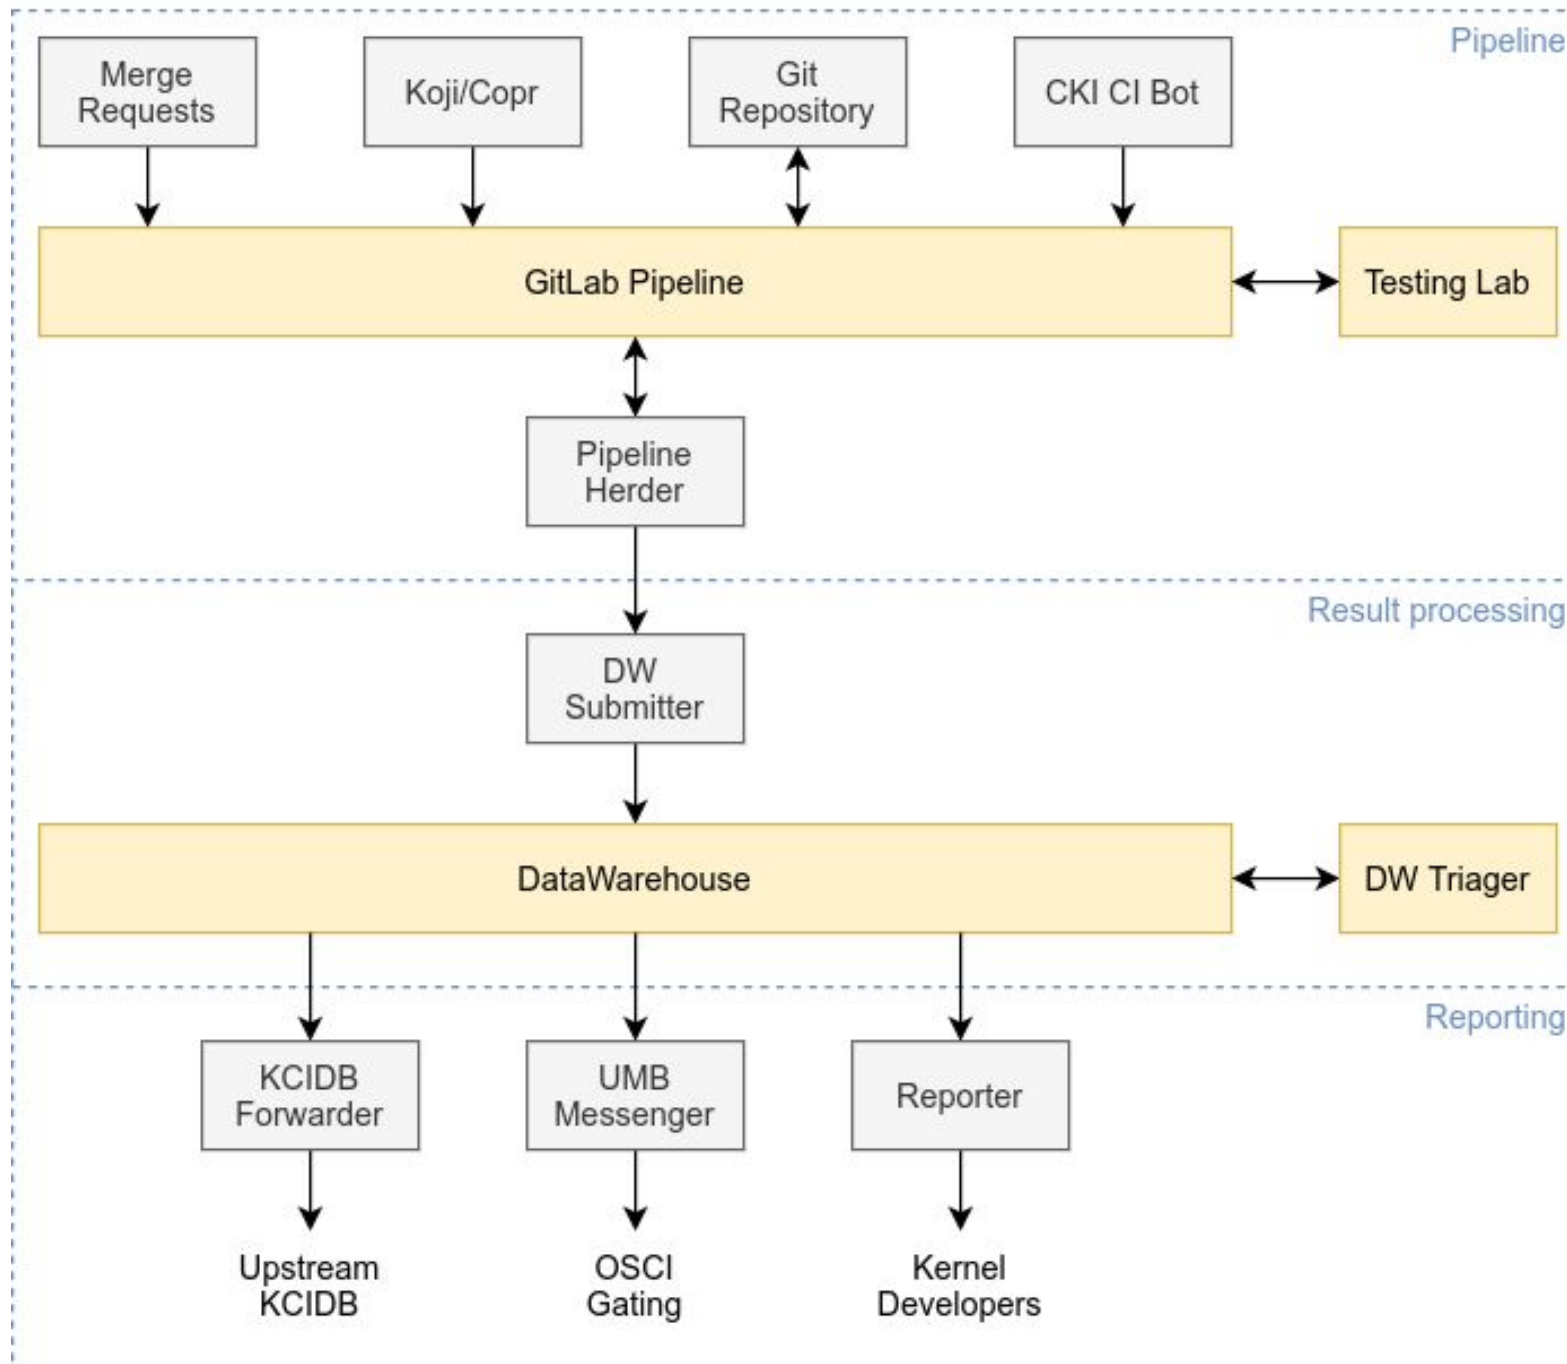 Pipeline
Merge
Requests
Koji/Copr
Git
Repository
CKI CI Bot
GitLab Pipeline
Testing Lab
Pipeline
Herder
Result processing
DW
Submitter
DataWarehouse
DW Triager
Reporting
KCIDB
Forwarder
UMB
Messenger
Reporter
Upstream
KCIDB
OSCI
Gating
Kernel
Developers